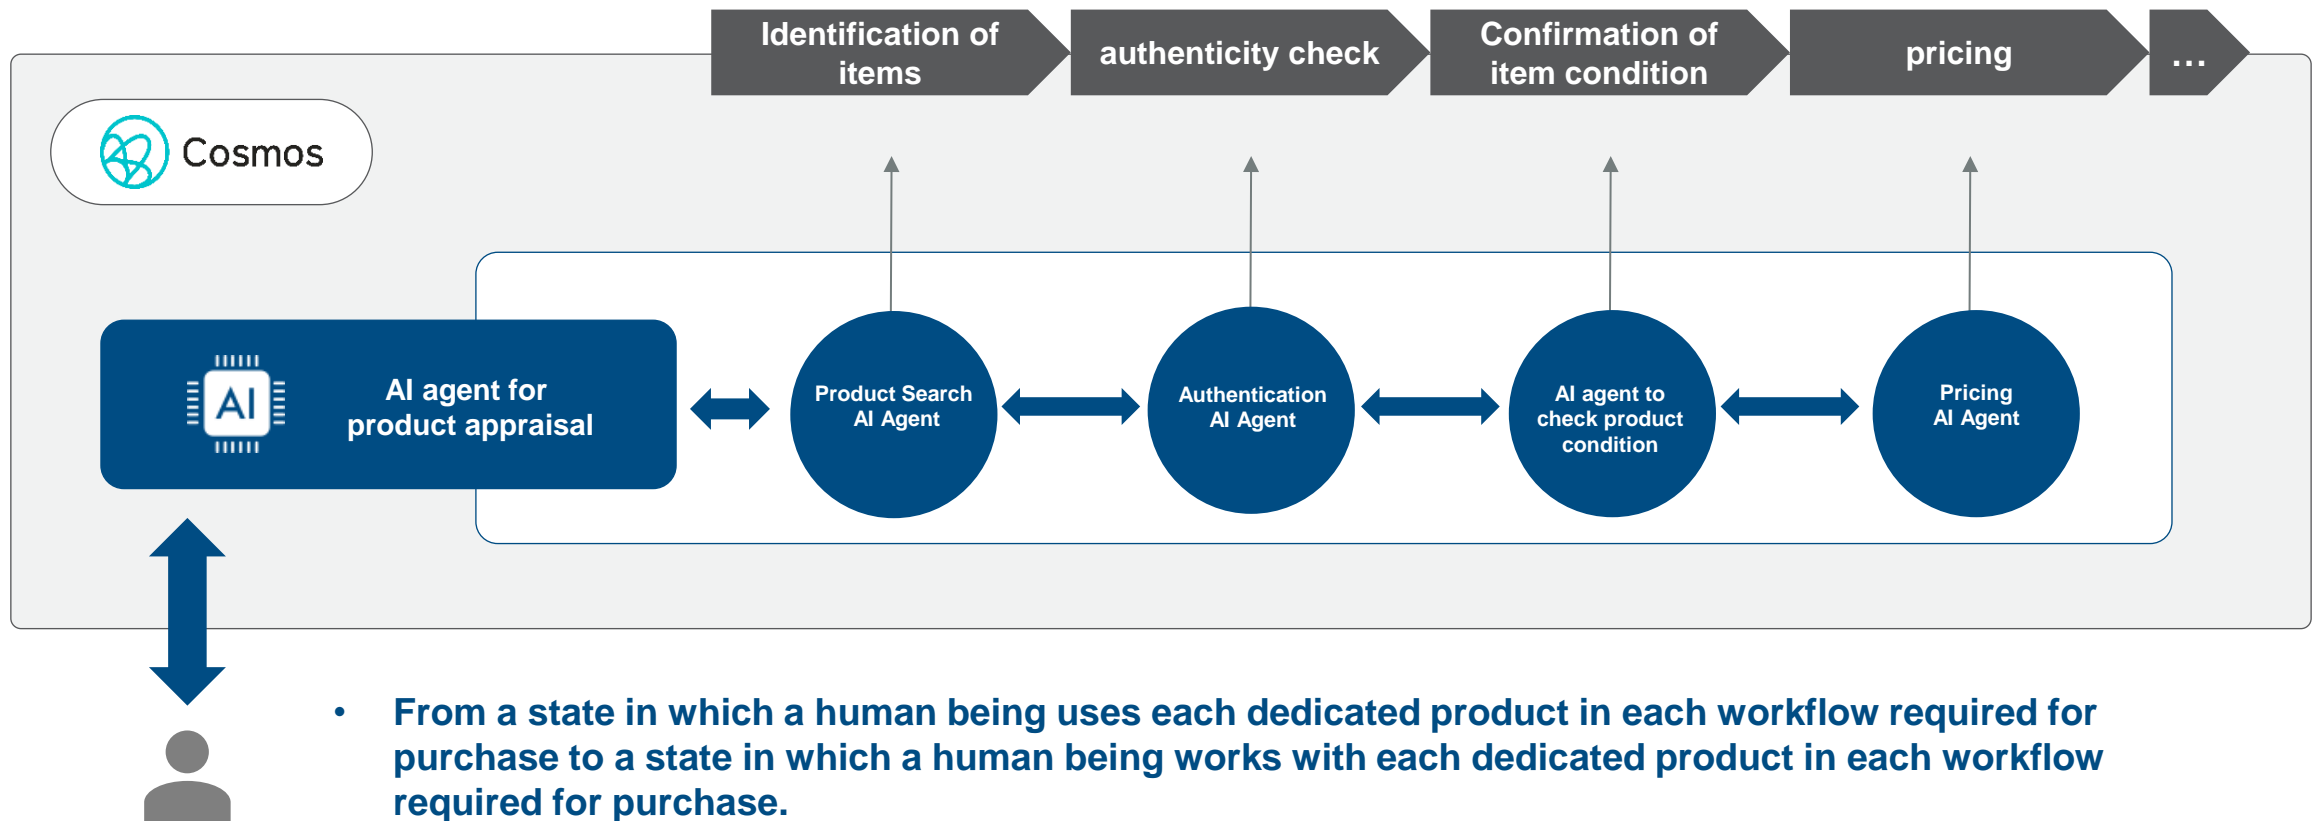 Identification of
items
authenticity check
Confirmation of
item condition
pricing
...
Cosmos
AI
AI agent for
product appraisal
Product Search
AI Agent
Authentication
AI Agent
AI agent to
check product
condition
Pricing
AI Agent
• From a state in which a human being uses each dedicated product in each workflow required for
purchase to a state in which a human being works with each dedicated product in each workflow
required for purchase.